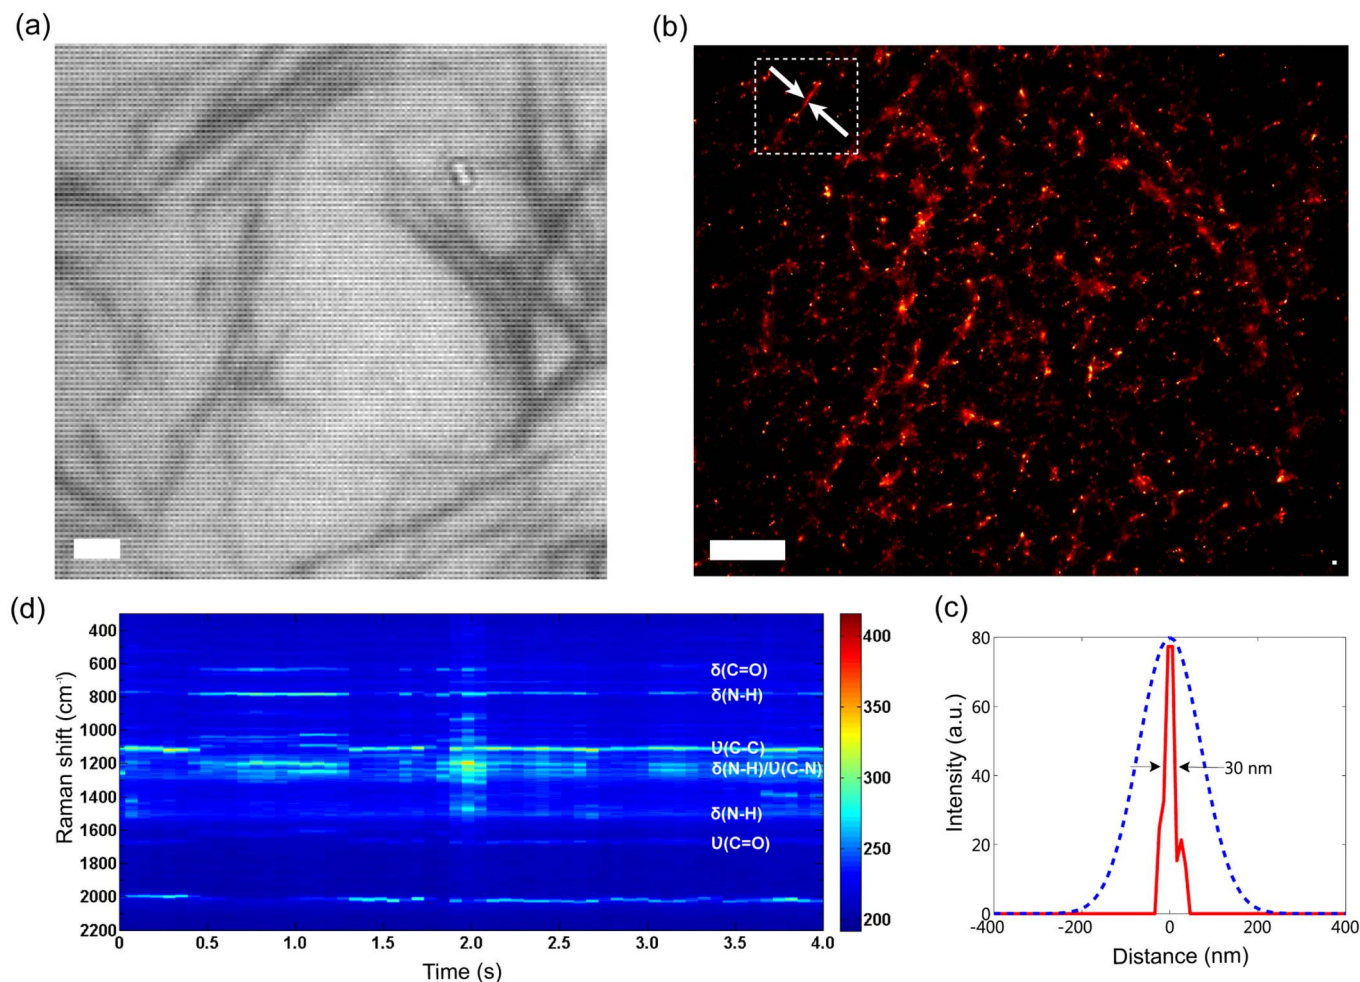 (a)
(b)
(d)
400
600
800
1000
1200
1400
1600
1800
2000
2200
Raman shift (cm⁻¹)
0
0.5
1.0
1.5
2.0
2.5
3.0
3.5
4.0
Time (s)
δ(C=O)
δ(N-H)
υ(C-C)
δ(N-H)/υ(C-N)
δ(N-H)
υ(C=O)
400
350
300
250
200
(c)
80
60
40
20
0
Intensity (a.u.)
30 nm
-400
-200
0
200
400
Distance (nm)